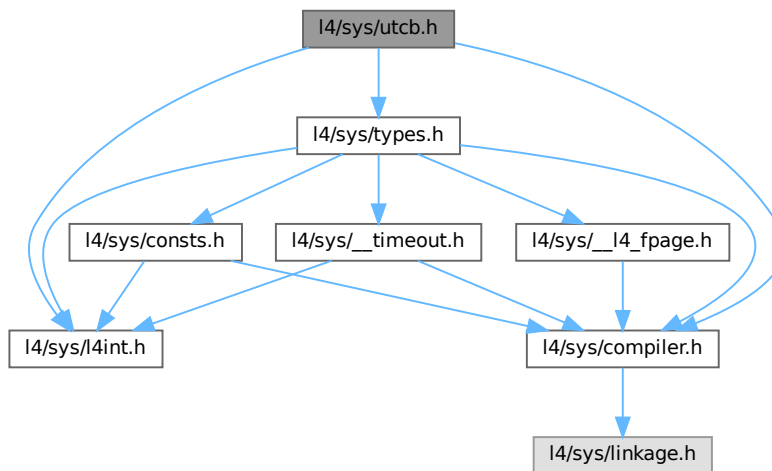 l4/sys/utcb.h
l4/sys/types.h
l4/sys/consts.h
l4/sys/__timeout.h
l4/sys/__l4_fpage.h
l4/sys/l4int.h
l4/sys/compiler.h
l4/sys/linkage.h